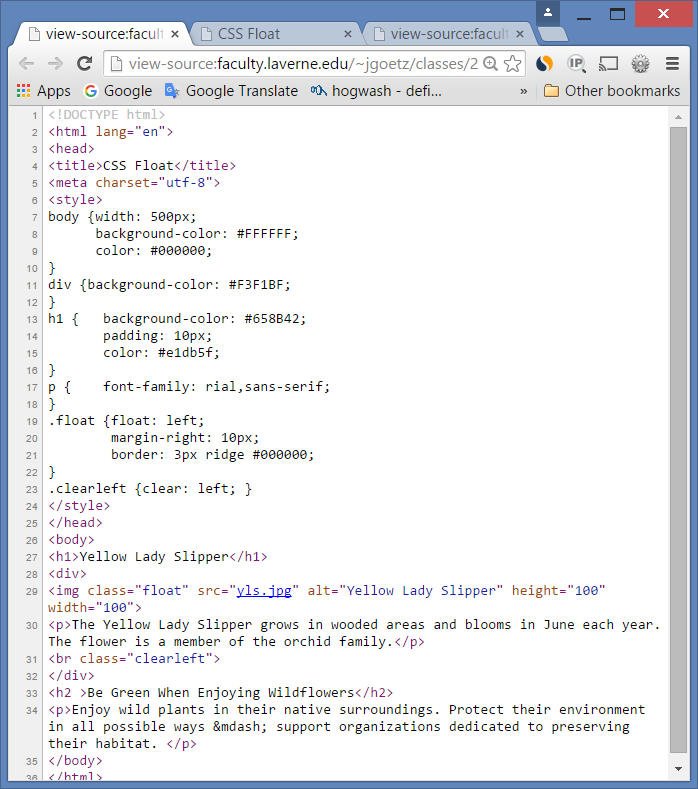 view-source:facul
CSS Float
view-source:facult
view-source:faculty.laverne.edu/~jgoetz/classes/2
Apps
Google
Google Translate
hogwash - defi...
»
Other bookmarks
1 <!DOCTYPE html>
2 <html lang="en">
3 <head>
4 <title>CSS Float</title>
5 <meta charset="utf-8">
6 <style>
7 body {width: 500px;
8 background-color: #FFFFFF;
9 color: #000000;
10 }
11 div {background-color: #F3F1BF;
12 }
13 h1 { background-color: #658B42;
14 padding: 10px;
15 color: #e1db5f;
16 }
17 p { font-family: rial,sans-serif;
18 }
19 .float {float: left;
20 margin-right: 10px;
21 border: 3px ridge #000000;
22 }
23 .clearleft {clear: left; }
24 </style>
25 </head>
26 <body>
27 <h1>Yellow Lady Slipper</h1>
28 <div>
29 <img class="float" src="yls.jpg" alt="Yellow Lady Slipper" height="100"
width="100">
30 <p>The Yellow Lady Slipper grows in wooded areas and blooms in June each year.
The flower is a member of the orchid family.</p>
31 <br class="clearleft">
32 </div>
33 <h2 >Be Green When Enjoying Wildflowers</h2>
34 <p>Enjoy wild plants in their native surroundings. Protect their environment
in all possible ways &mdash; support organizations dedicated to preserving
their habitat. </p>
35 </body>
36 </html>